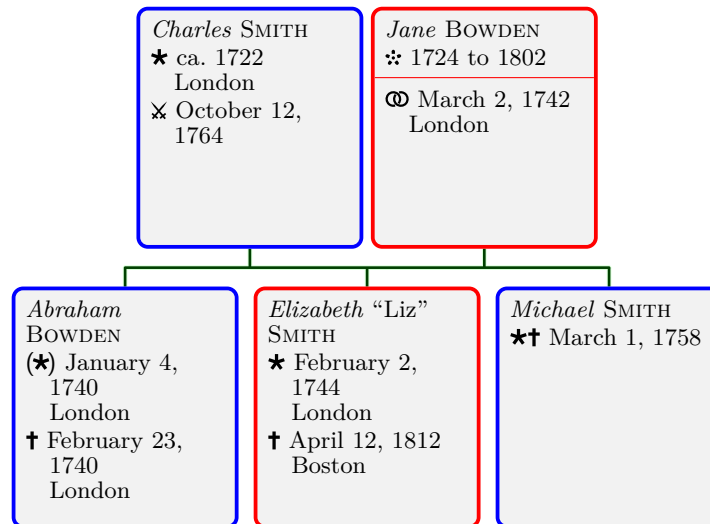 Charles SMITH
★ ca. 1722
London
⚔ October 12,
1764
Jane BOWDEN
፨ 1724 to 1802
⚭ March 2, 1742
London
Abraham
BOWDEN
(★) January 4,
1740
London
✝ February 23,
1740
London
Elizabeth “Liz”
SMITH
★ February 2,
1744
London
✝ April 12, 1812
Boston
Michael SMITH
★✝ March 1, 1758